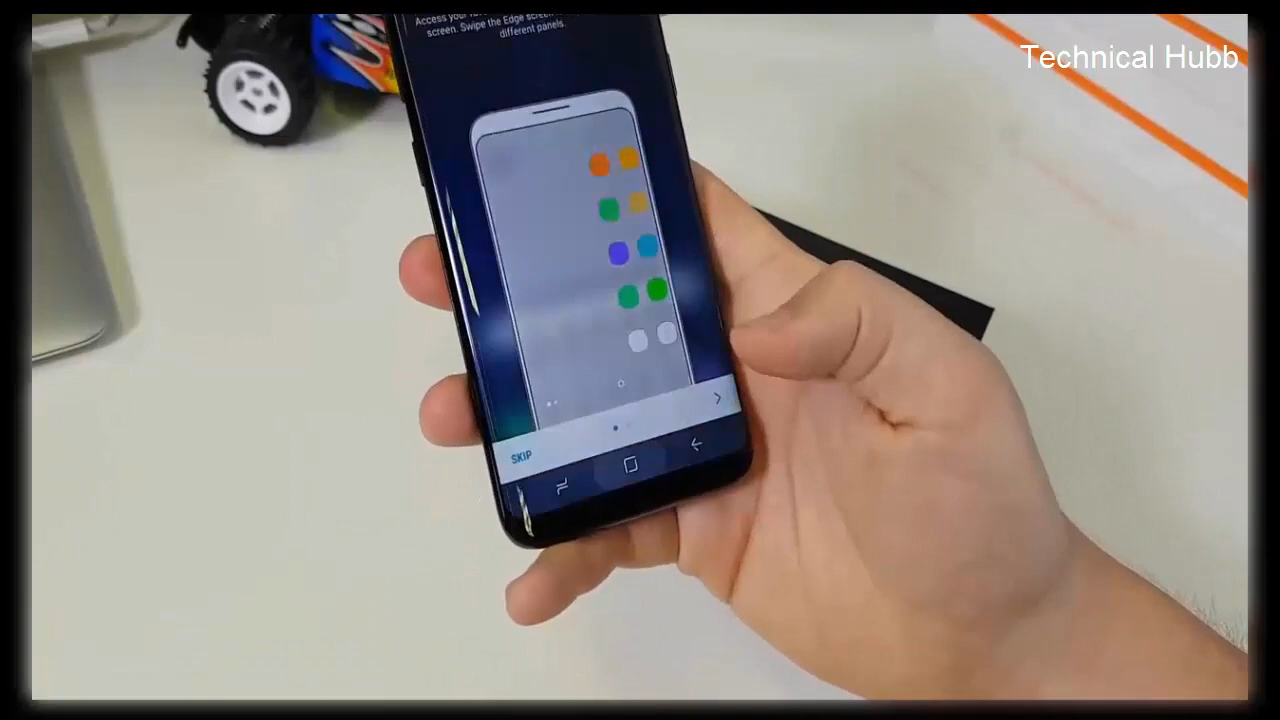 Technical Hubb
Access your
screen. Swipe the Edge screen
different panels.
SKIP